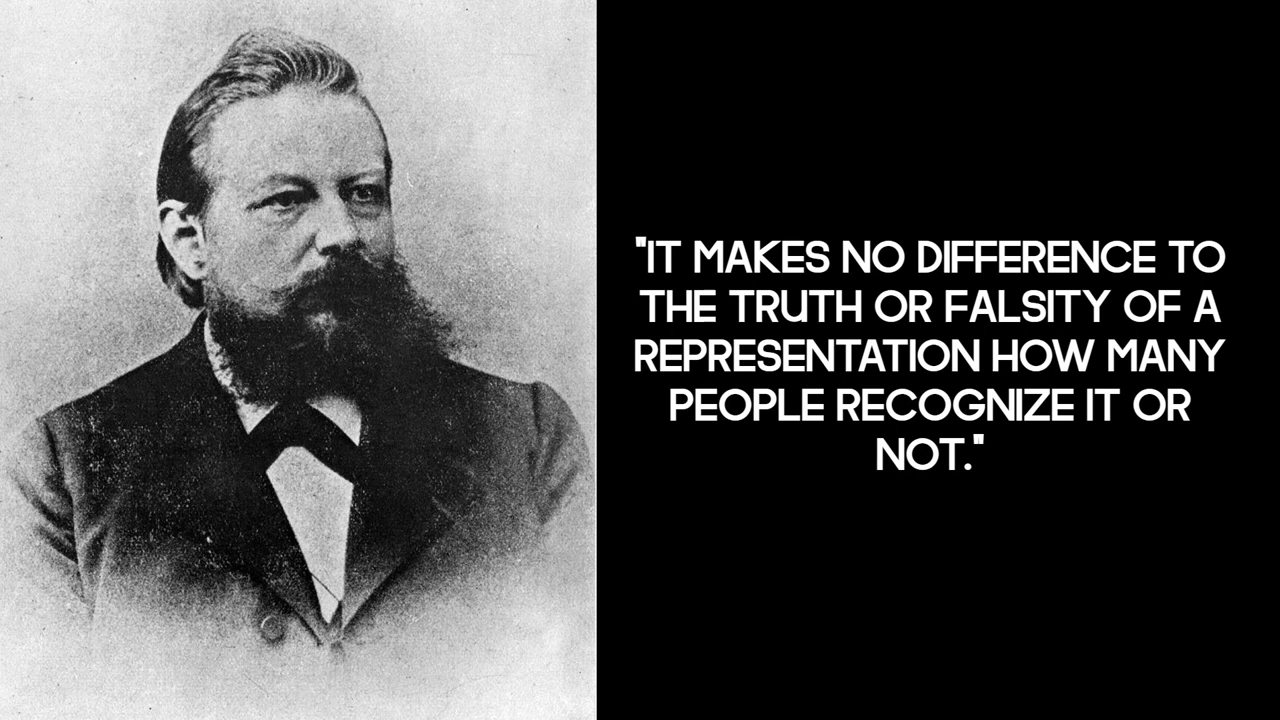 "IT MAKES NO DIFFERENCE TO
THE TRUTH OR FALSITY OF A
REPRESENTATION HOW MANY
PEOPLE RECOGNIZE IT OR
NOT."